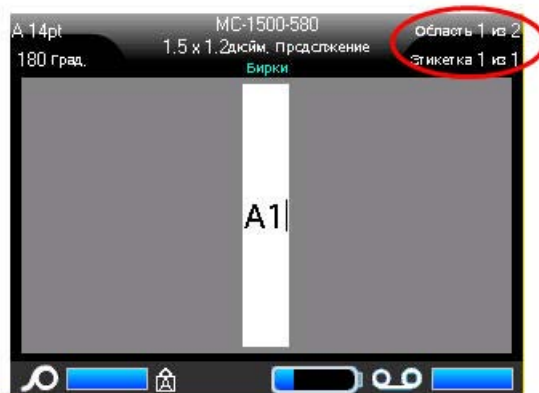 A 14pt
MC-1500-580
Область 1 из 2
180 Град.
1.5 x 1.2дюйм, Продолжение
Этикетка 1 из 1
Бирки
A1